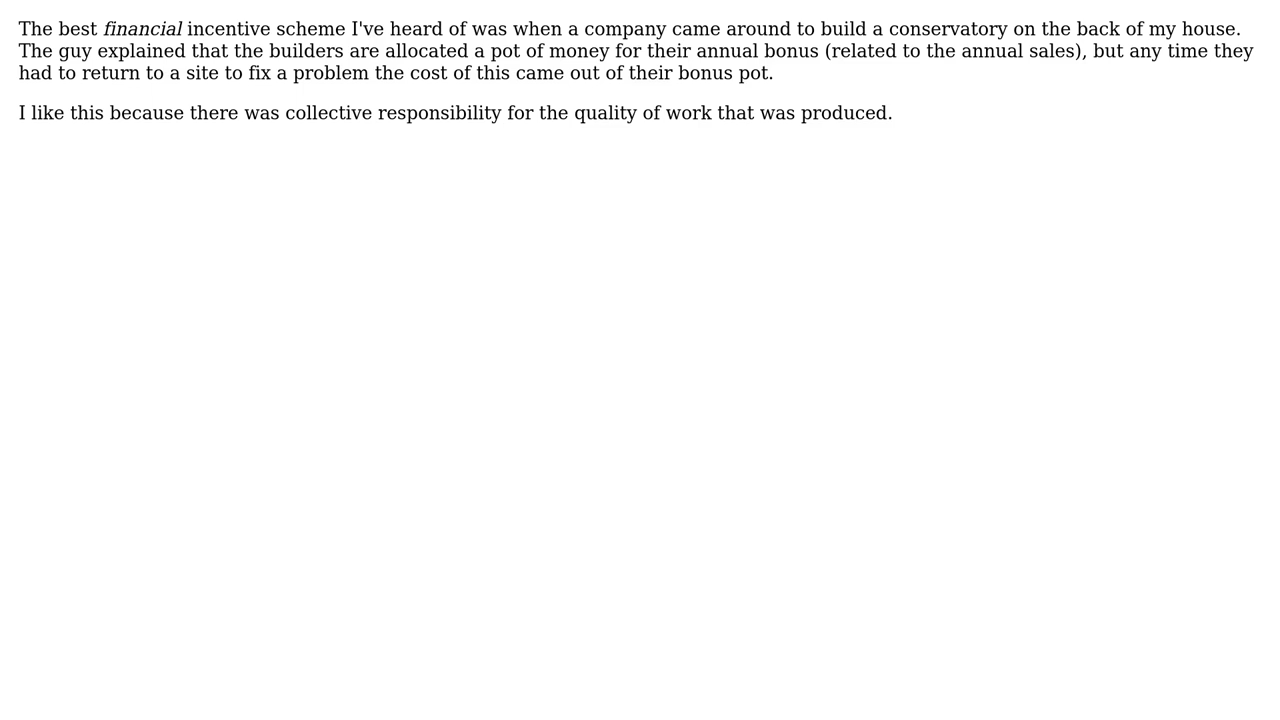 The best financial incentive scheme I've heard of was when a company came around to build a conservatory on the back of my house.
The guy explained that the builders are allocated a pot of money for their annual bonus (related to the annual sales), but any time they
had to return to a site to fix a problem the cost of this came out of their bonus pot.
I like this because there was collective responsibility for the quality of work that was produced.